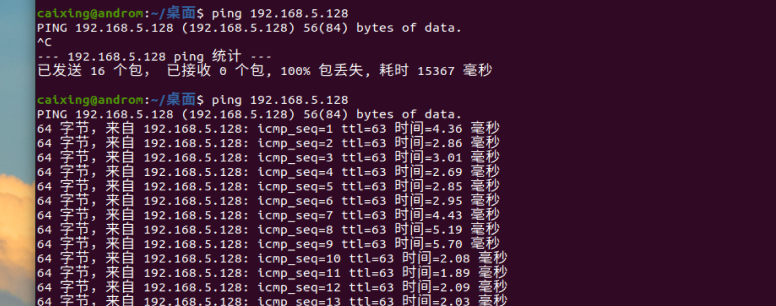 caixing@androm:~/桌面$ ping 192.168.5.128
PING 192.168.5.128 (192.168.5.128) 56(84) bytes of data.
^C
--- 192.168.5.128 ping 统计 ---
已发送 16 个包， 已接收 0 个包, 100% 包丢失, 耗时 15367 毫秒
caixing@androm:~/桌面$ ping 192.168.5.128
PING 192.168.5.128 (192.168.5.128) 56(84) bytes of data.
64 字节，来自 192.168.5.128: icmp_seq=1 ttl=63 时间=4.36 毫秒
64 字节，来自 192.168.5.128: icmp_seq=2 ttl=63 时间=2.86 毫秒
64 字节，来自 192.168.5.128: icmp_seq=3 ttl=63 时间=3.01 毫秒
64 字节，来自 192.168.5.128: icmp_seq=4 ttl=63 时间=2.69 毫秒
64 字节，来自 192.168.5.128: icmp_seq=5 ttl=63 时间=2.85 毫秒
64 字节，来自 192.168.5.128: icmp_seq=6 ttl=63 时间=2.95 毫秒
64 字节，来自 192.168.5.128: icmp_seq=7 ttl=63 时间=4.43 毫秒
64 字节，来自 192.168.5.128: icmp_seq=8 ttl=63 时间=5.19 毫秒
64 字节，来自 192.168.5.128: icmp_seq=9 ttl=63 时间=5.70 毫秒
64 字节，来自 192.168.5.128: icmp_seq=10 ttl=63 时间=2.08 毫秒
64 字节，来自 192.168.5.128: icmp_seq=11 ttl=63 时间=1.89 毫秒
64 字节，来自 192.168.5.128: icmp_seq=12 ttl=63 时间=2.09 毫秒
64 字节，来自 192.168.5.128: icmp_seq=13 ttl=63 时间=2.03 毫秒